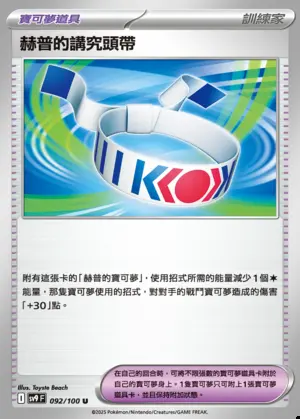 寶可夢道具
訓練家
赫普的講究頭帶
附有這張卡的「赫普的寶可夢」,使用招式所需的能量減少1個
能量,那隻寶可夢使用的招式,對對手的戰鬥寶可夢造成的傷害
「+30」點。
Illus. Toyste Beach
I sv9 F 092/100 U
在自己的回合時,可將不限張數的寶可夢道具卡附於
自己的寶可夢身上。1隻寶可夢只可附上1張寶可夢
道具卡,並且保持附加狀態。
©2025 Pokémon/Nintendo/Creatures/GAME FREAK.